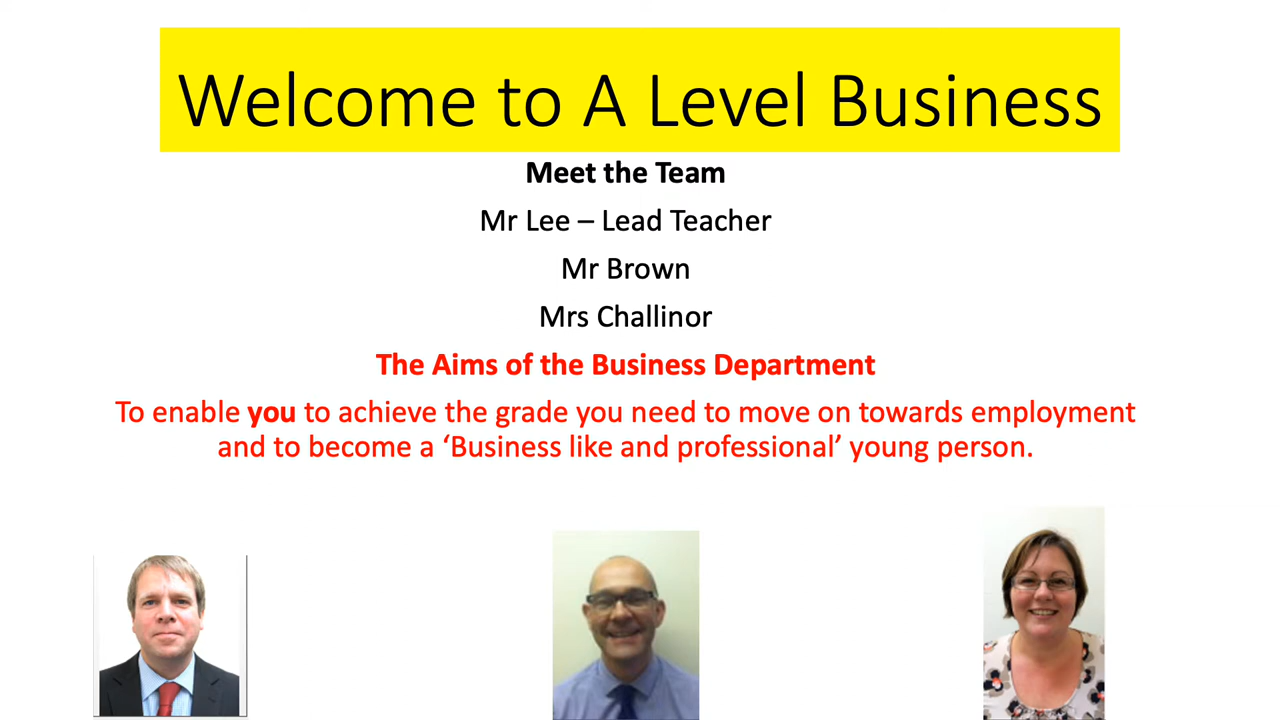 Welcome to A Level Business
Meet the Team
Mr Lee – Lead Teacher
Mr Brown
Mrs Challinor
The Aims of the Business Department
To enable you to achieve the grade you need to move on towards employment
and to become a ‘Business like and professional’ young person.